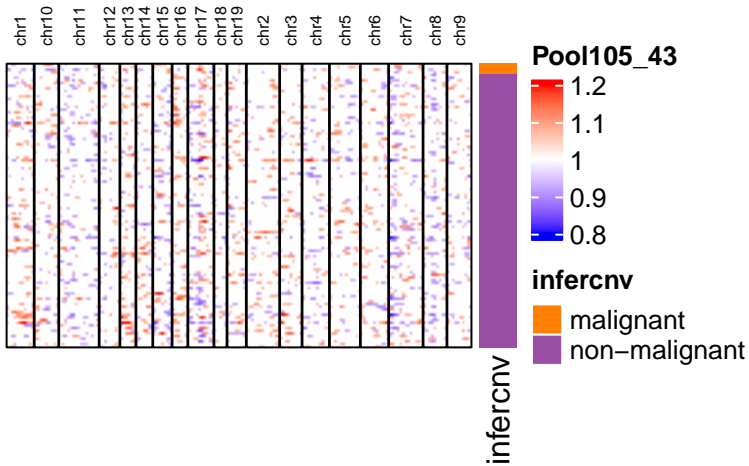 chr1
chr10
chr11
chr12
chr13
chr14
chr15
chr16
chr17
chr18
chr19
chr2
chr3
chr4
chr5
chr6
chr7
chr8
chr9
Pool105_43
1.2
1.1
1
0.9
0.8
infercnv
malignant
non−malignant
infercnv